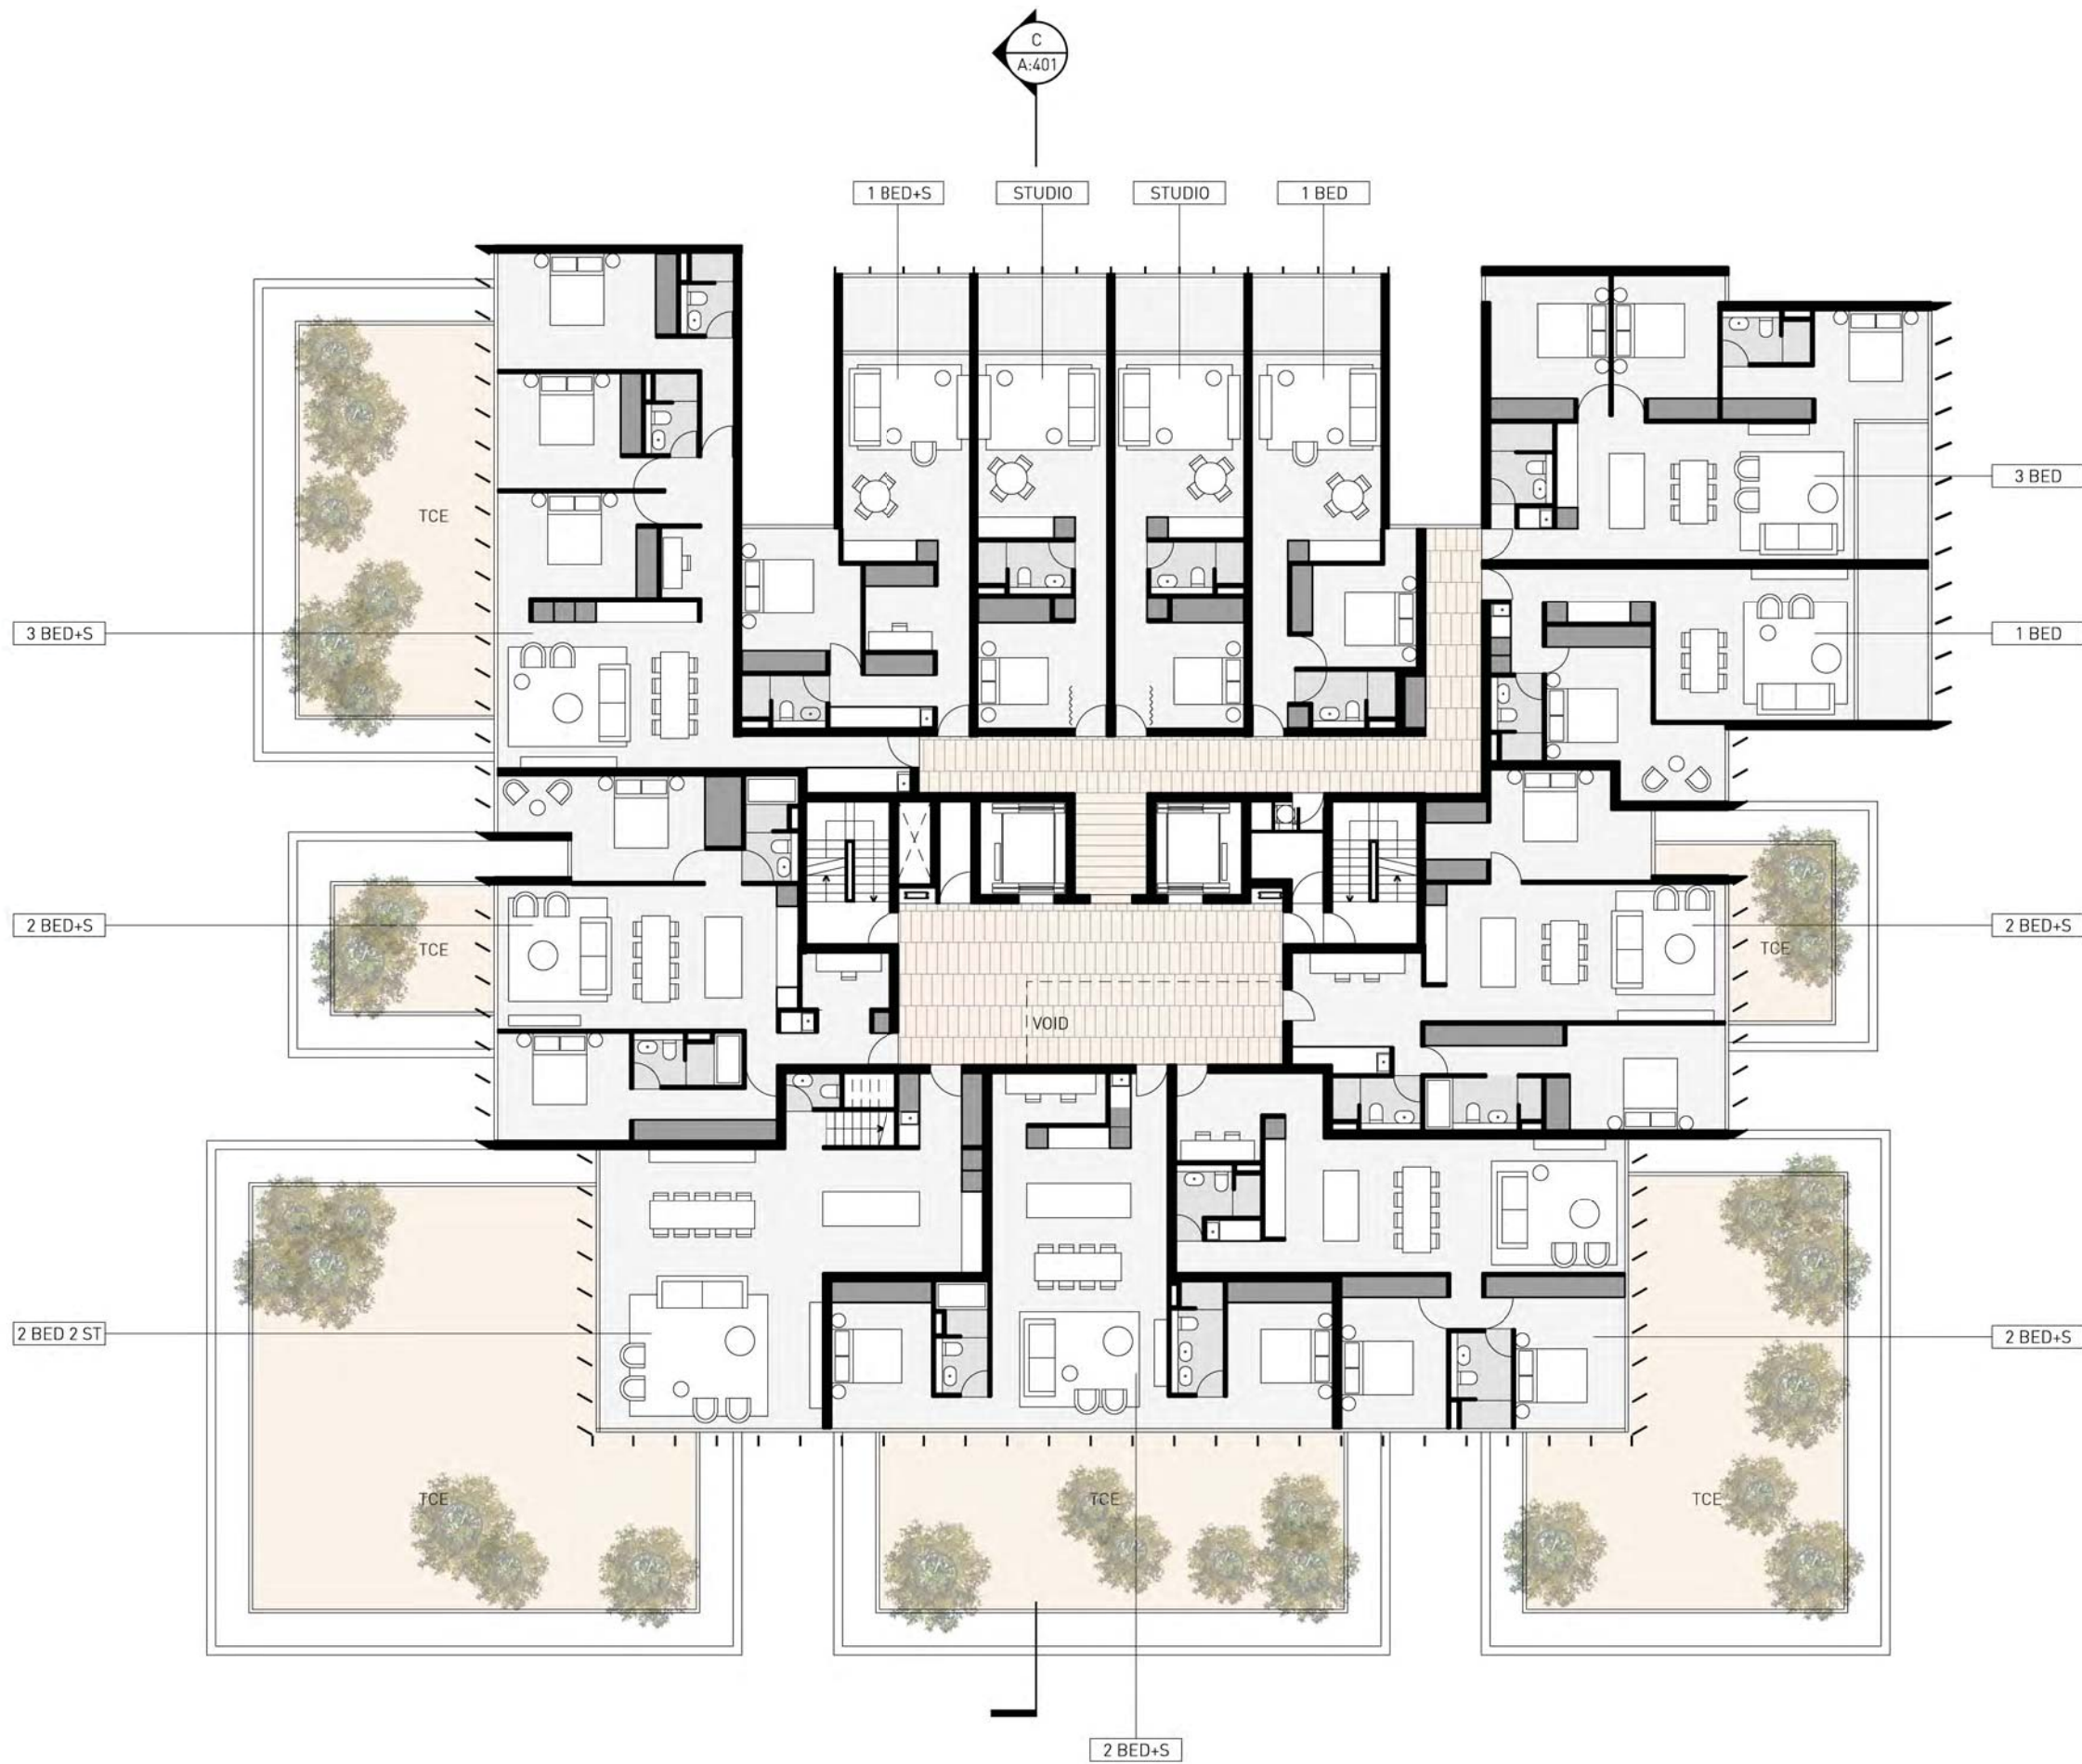 C
A:401
1 BED+S
STUDIO
STUDIO
1 BED
3 BED
TCE
3 BED+S
1 BED
2 BED+S
TCE
TCE
2 BED+S
VOID
2 BED 2 ST
2 BED+S
TCE
TCE
TCE
2 BED+S